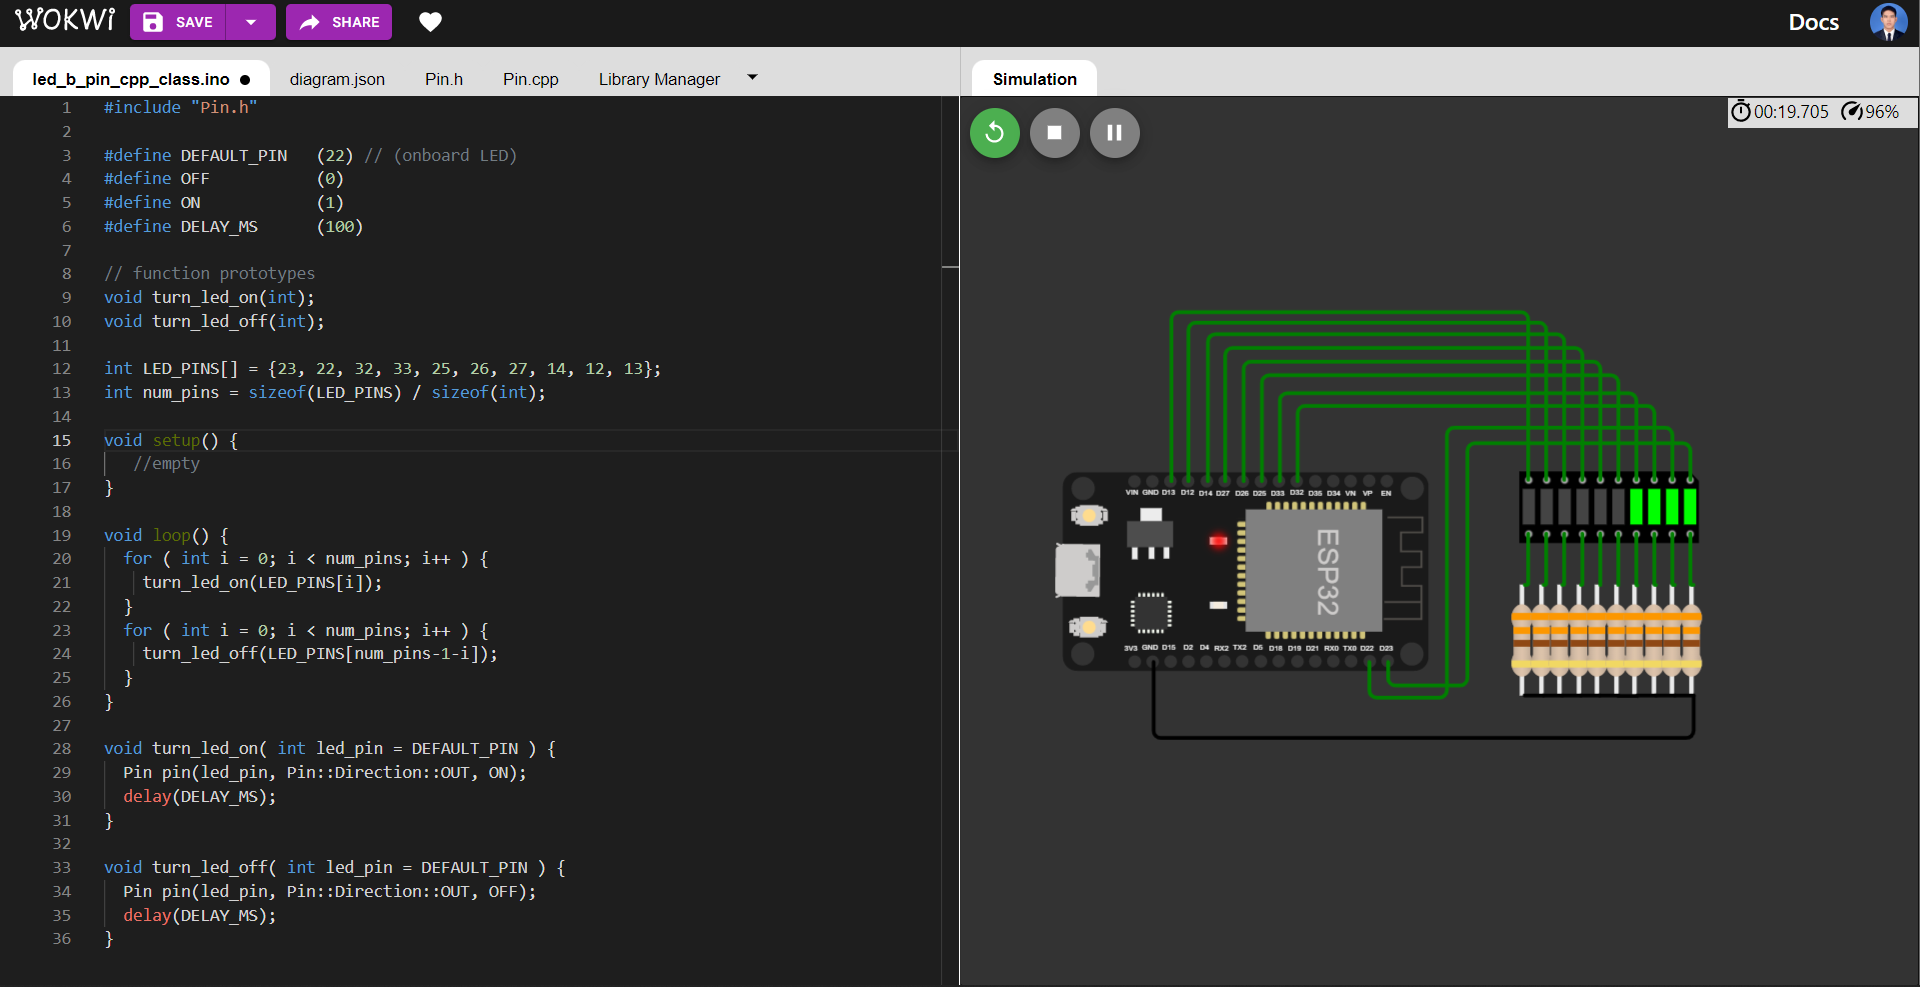 WOKWi SAVE SHARE Docs
led_b_pin_cpp_class.ino ● diagram.json Pin.h Pin.cpp Library Manager
1 #include "Pin.h"
2
3 #define DEFAULT_PIN   (22) // (onboard LED)
4 #define OFF           (0)
5 #define ON            (1)
6 #define DELAY_MS      (100)
7
8 // function prototypes
9 void turn_led_on(int);
10 void turn_led_off(int);
11
12 int LED_PINS[] = {23, 22, 32, 33, 25, 26, 27, 14, 12, 13};
13 int num_pins = sizeof(LED_PINS) / sizeof(int);
14
15 void setup() {
16    //empty
17 }
18
19 void loop() {
20   for ( int i = 0; i < num_pins; i++ ) {
21     turn_led_on(LED_PINS[i]);
22   }
23   for ( int i = 0; i < num_pins; i++ ) {
24     turn_led_off(LED_PINS[num_pins-1-i]);
25   }
26 }
27
28 void turn_led_on( int led_pin = DEFAULT_PIN ) {
29   Pin pin(led_pin, Pin::Direction::OUT, ON);
30   delay(DELAY_MS);
31 }
32
33 void turn_led_off( int led_pin = DEFAULT_PIN ) {
34   Pin pin(led_pin, Pin::Direction::OUT, OFF);
35   delay(DELAY_MS);
36 }
Simulation
00:19.705 96%
VIN GND D13 D12 D14 D27 D26 D25 D33 D32 D35 D34 VN VP EN
ESP32
3V3 GND D15 D2 D4 RX2 TX2 D5 D18 D19 D21 RX0 TX0 D22 D23